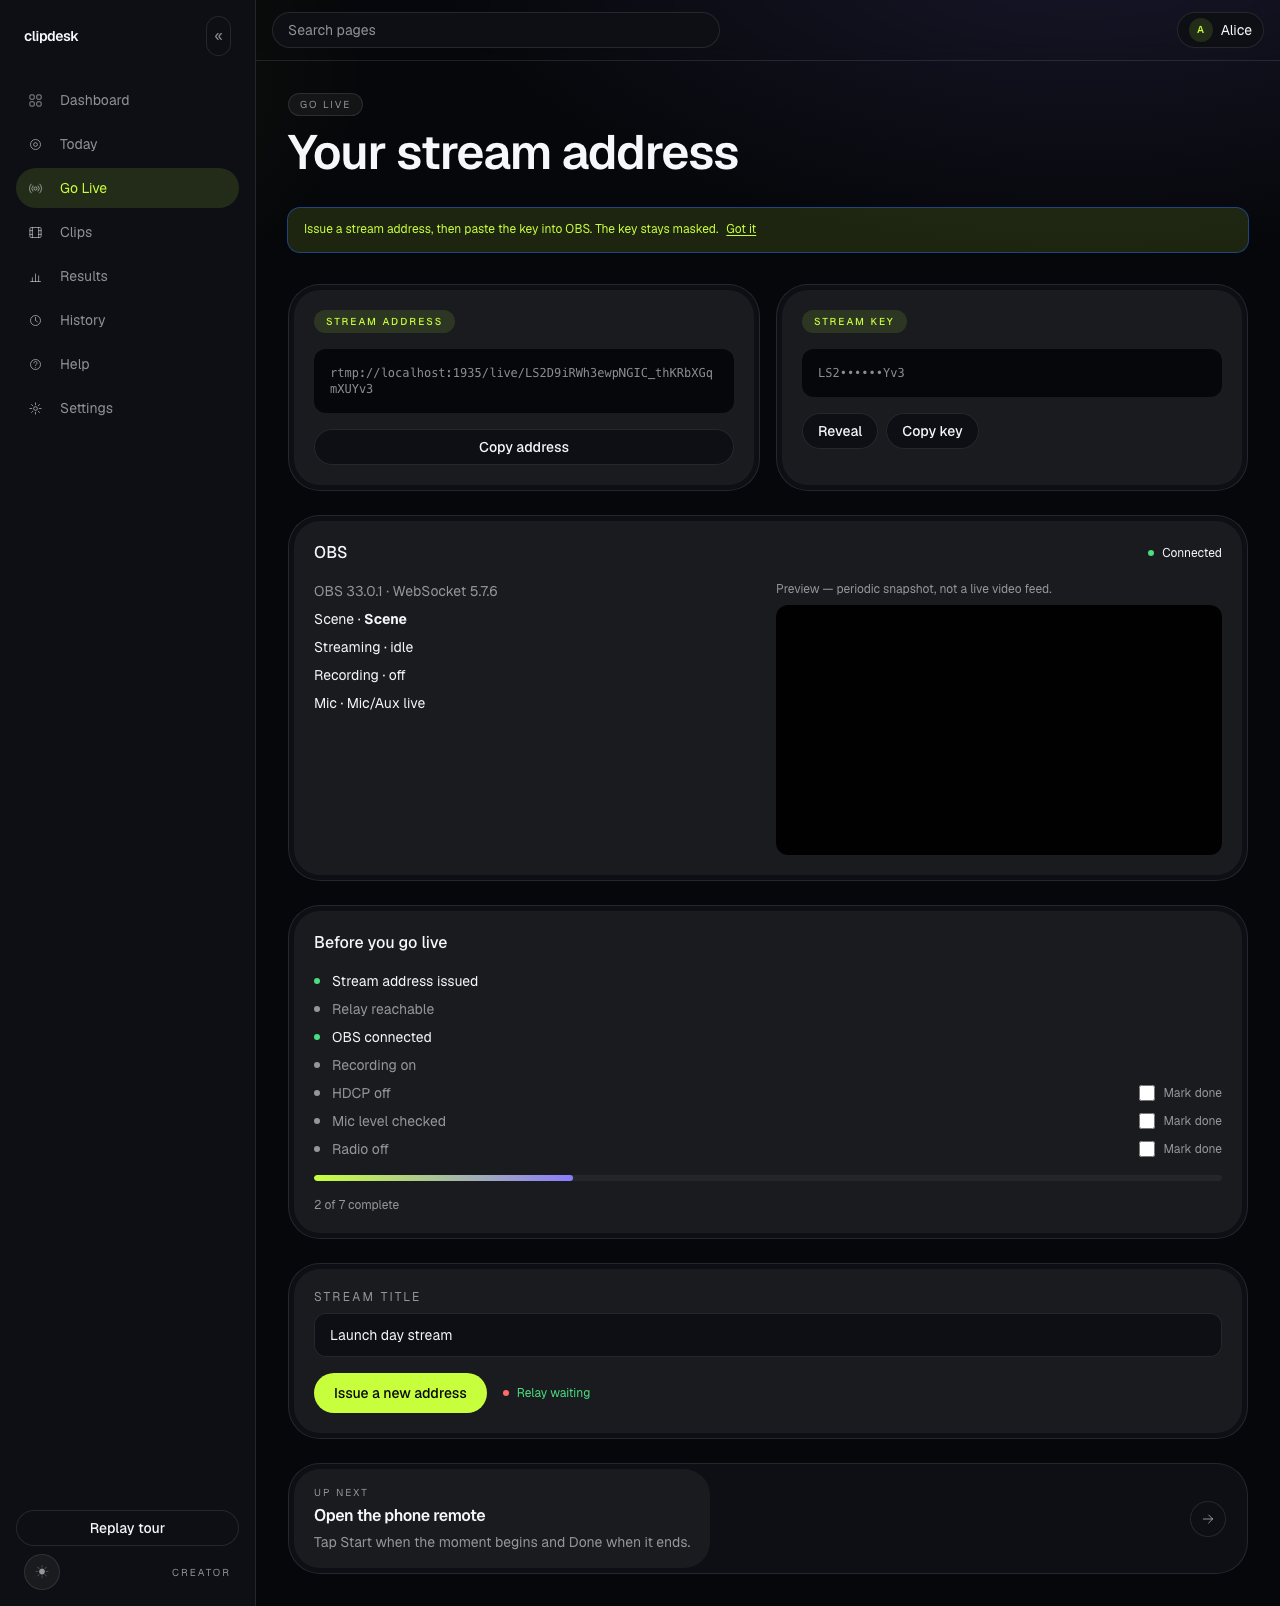 clipdesk
«
Search pages
A
Alice
Dashboard
Today
Go Live
Clips
Results
History
Help
Settings
GO LIVE
Your stream address
Issue a stream address, then paste the key into OBS. The key stays masked. Got it
STREAM ADDRESS
rtmp://localhost:1935/live/LS2D9iRWh3ewpNGIC_thKRbXGq
mXUYv3
Copy address
STREAM KEY
LS2••••••Yv3
Reveal
Copy key
OBS
Connected
OBS 33.0.1 · WebSocket 5.7.6
Scene · Scene
Streaming · idle
Recording · off
Mic · Mic/Aux live
Preview — periodic snapshot, not a live video feed.
Before you go live
Stream address issued
Relay reachable
OBS connected
Recording on
HDCP off
Mark done
Mic level checked
Mark done
Radio off
Mark done
2 of 7 complete
STREAM TITLE
Launch day stream
Issue a new address
Relay waiting
UP NEXT
Open the phone remote
Tap Start when the moment begins and Done when it ends.
Replay tour
CREATOR